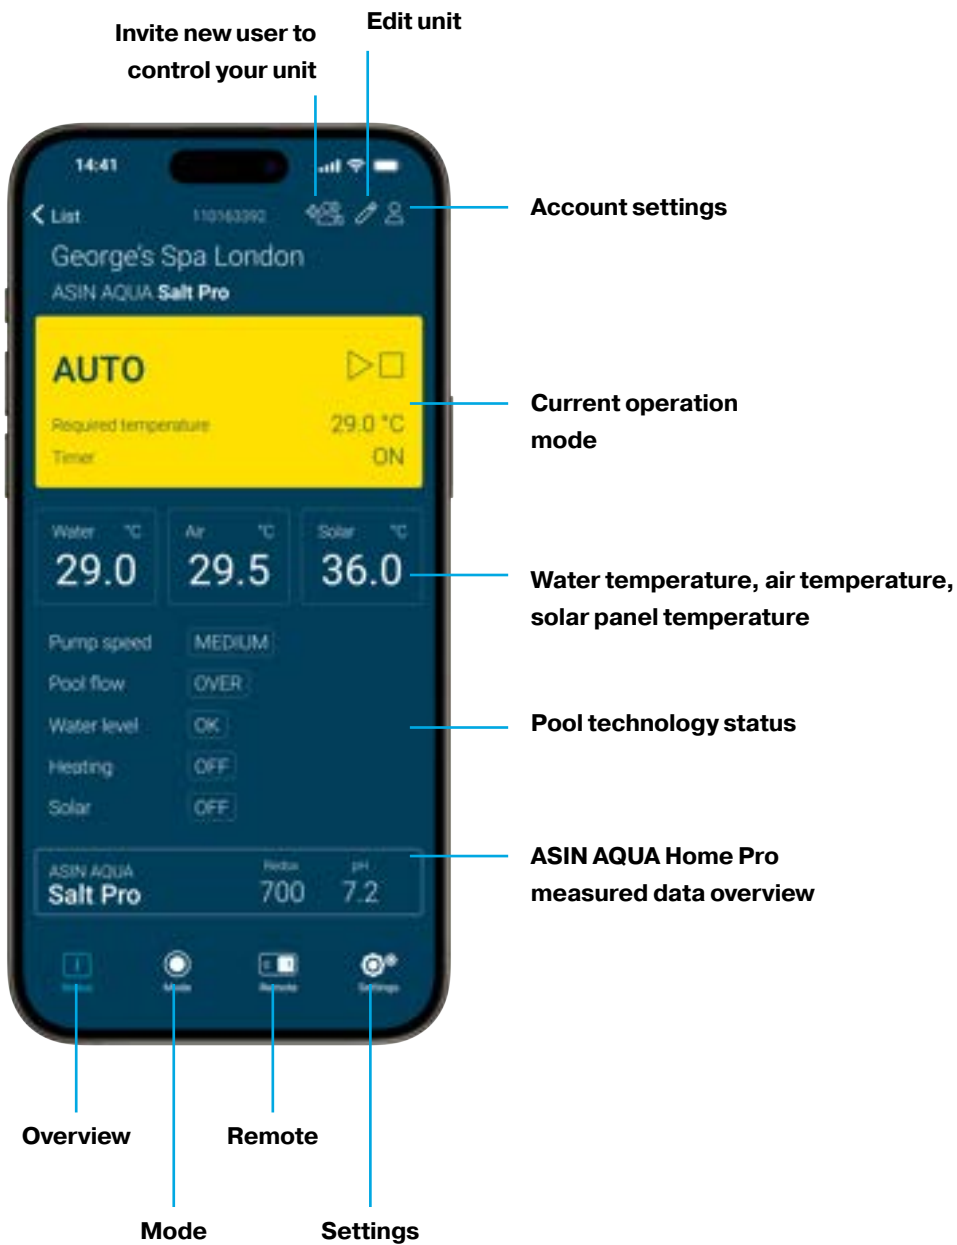 Edit unit
Invite new user to
control your unit
14:41
List
110163392
Account settings
George's Spa London
ASIN AQUA Salt Pro
AUTO
Required temperature 29.0 °C
Timer ON
Current operation
mode
Water °C Air °C Solar °C
29.0 29.5 36.0
Water temperature, air temperature,
solar panel temperature
Pump speed MEDIUM
Pool flow OVER
Water level OK
Heating OFF
Solar OFF
Pool technology status
ASIN AQUA Redox pH
Salt Pro 700 7.2
ASIN AQUA Home Pro
measured data overview
Mode Remote Settings
Overview Remote
Mode Settings